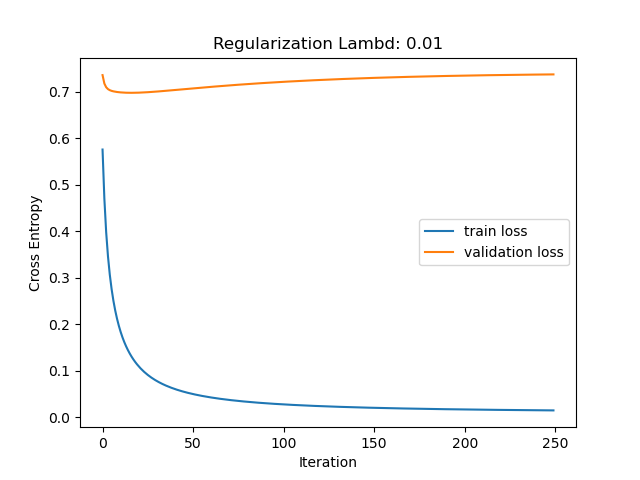 Regularization Lambd: 0.01
Cross Entropy
0.7
0.6
0.5
0.4
0.3
0.2
0.1
0.0
train loss
validation loss
0 50 100 150 200 250
Iteration